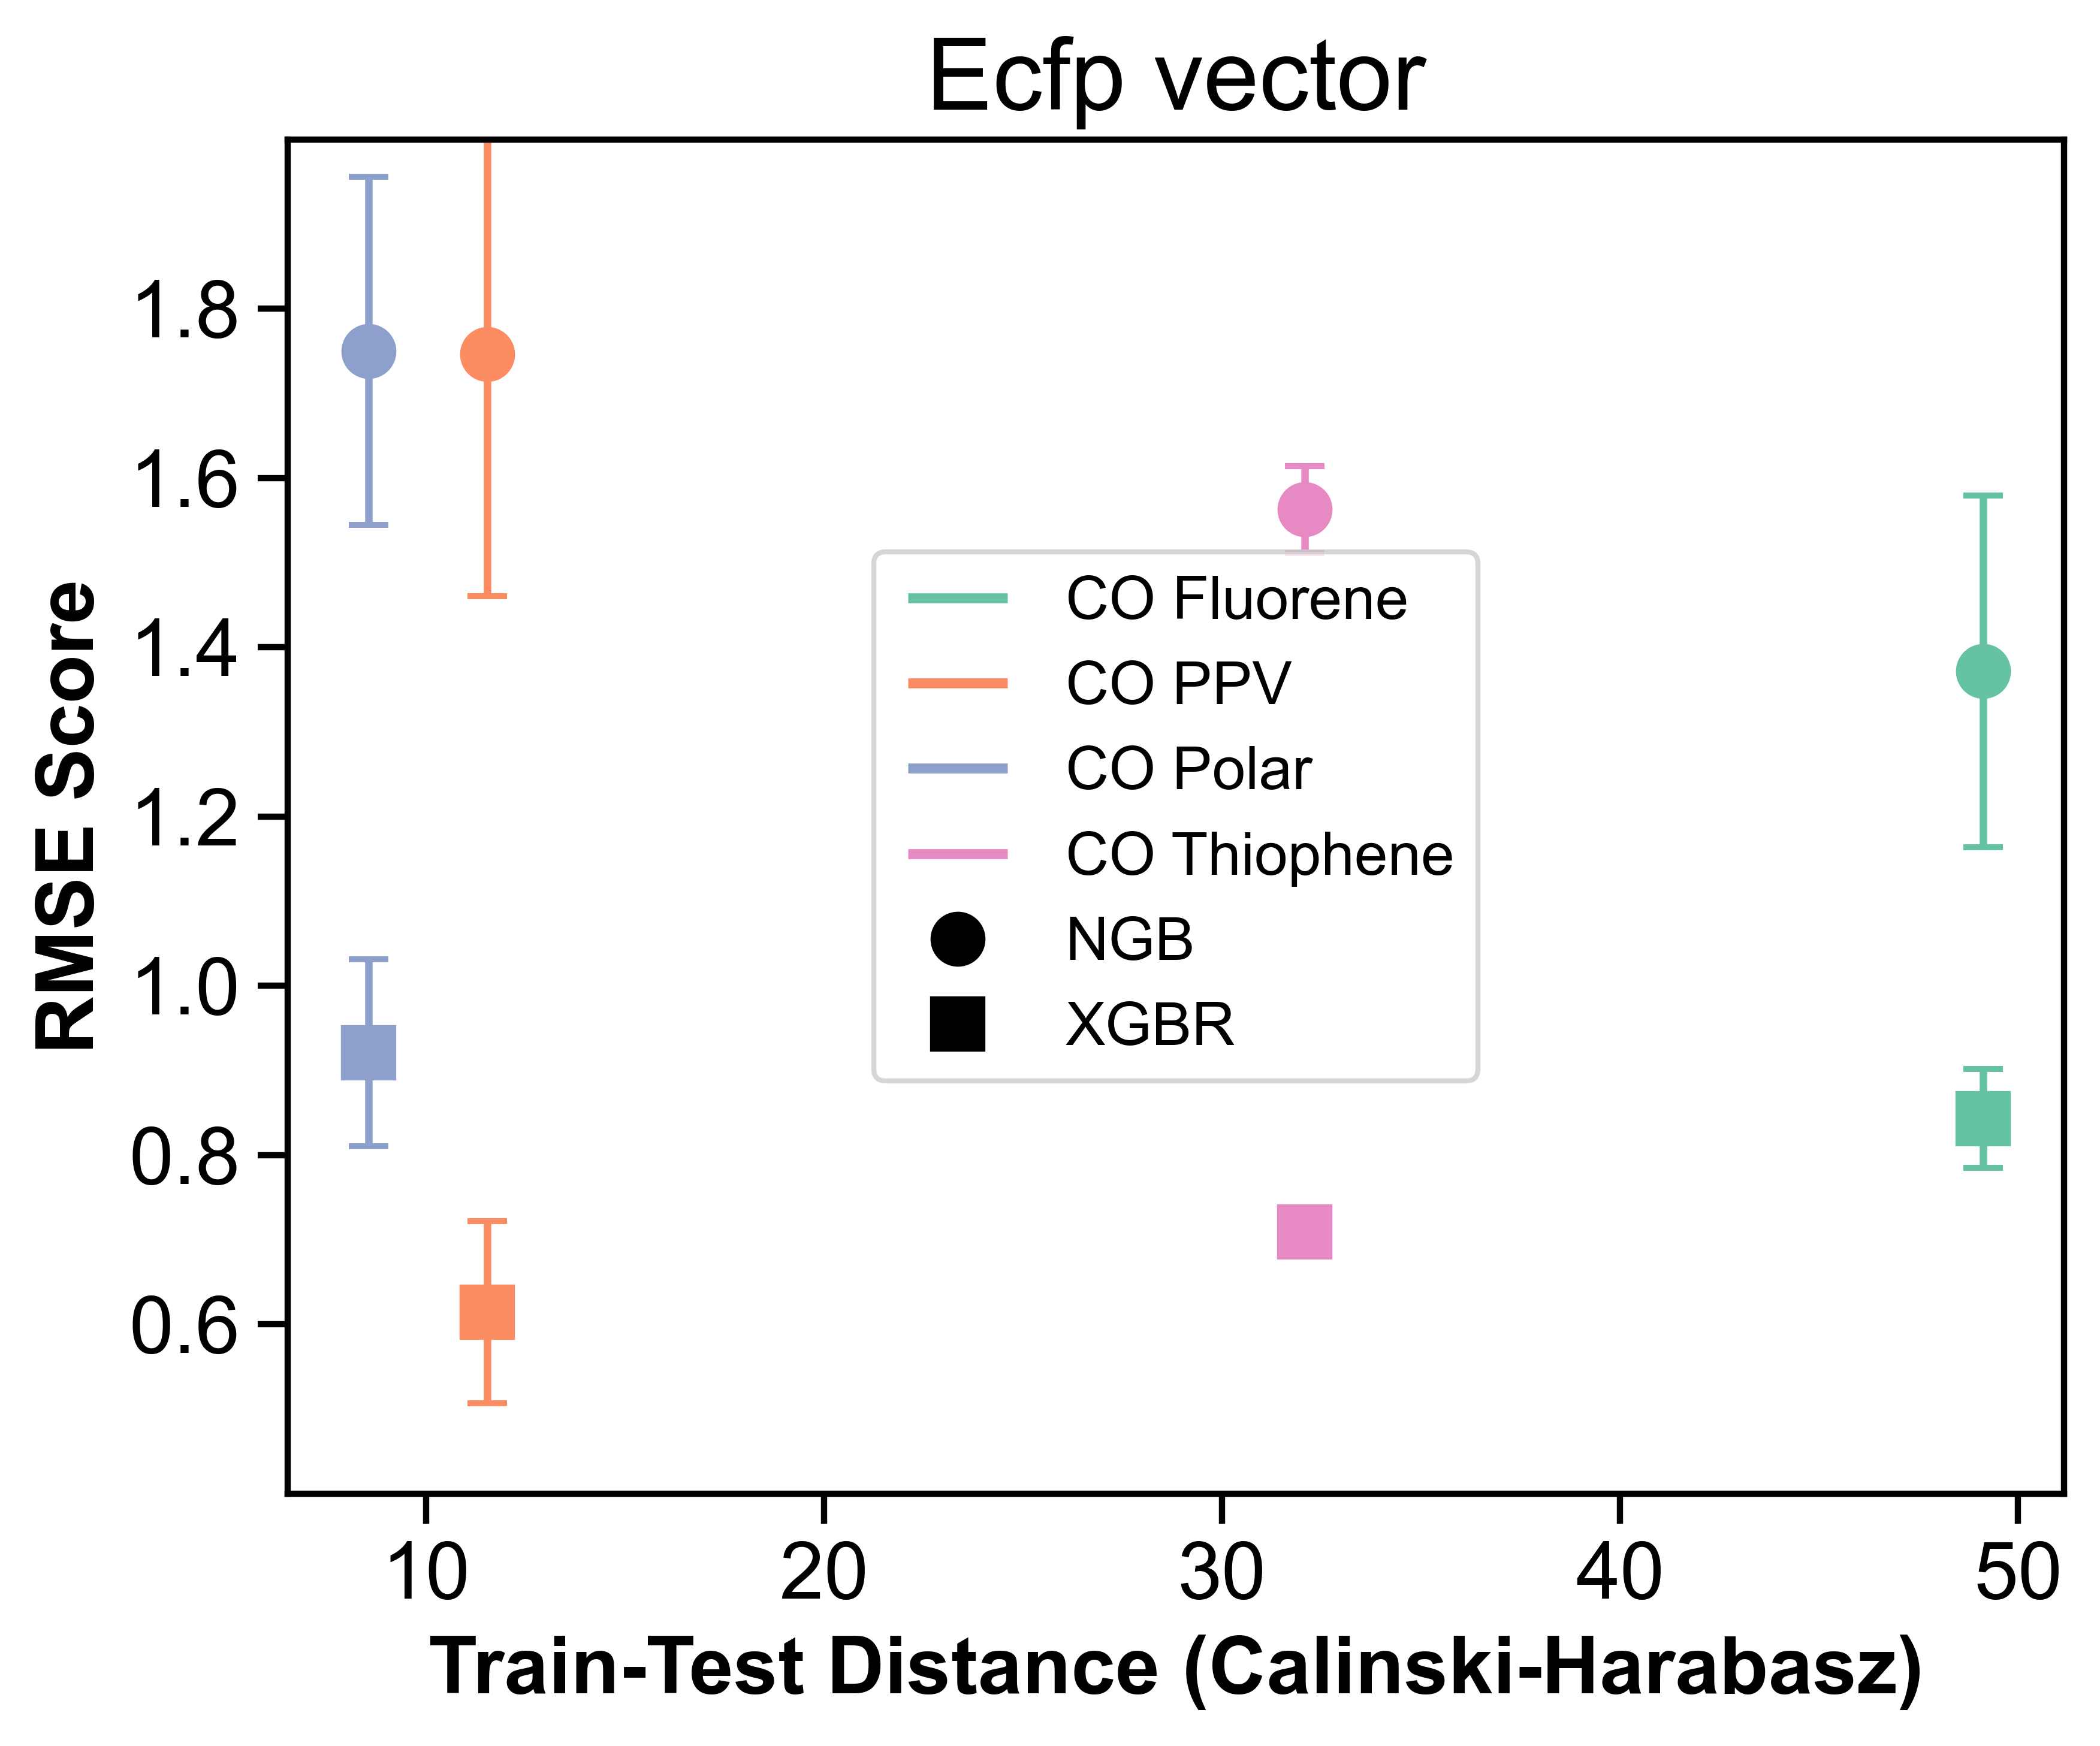 Ecfp vector
RMSE Score
1.8
1.6
1.4
1.2
1.0
0.8
0.6
CO Fluorene
CO PPV
CO Polar
CO Thiophene
NGB
XGBR
10 20 30 40 50
Train-Test Distance (Calinski-Harabasz)